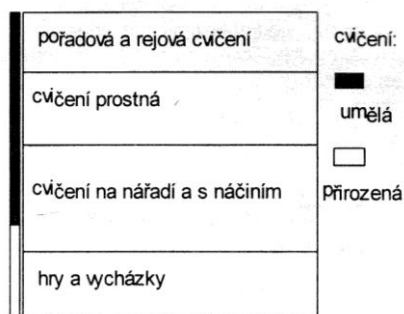 pořadová a rejová cvičení
cvičení prostná
cvičení na nářadí a s náčiním
hry a vycházky
cvičení:
umělá
přirozená